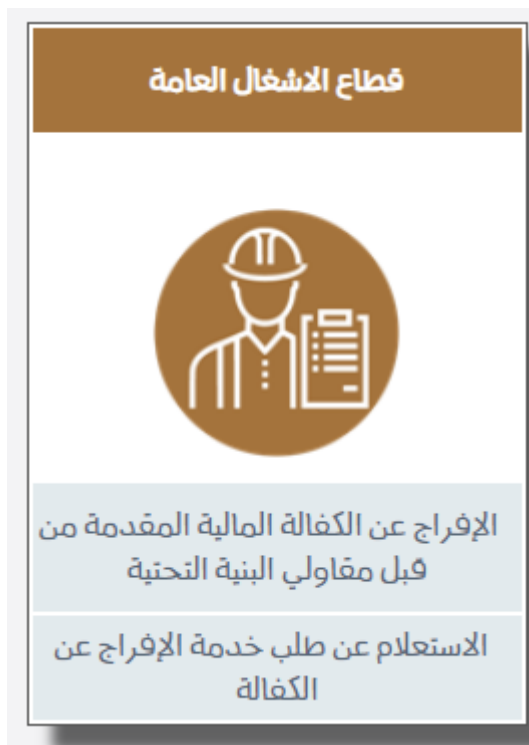 قطاع الاشغال العامة
الإفراج عن الكفالة المالية المقدمة من
قبل مقاولي البنية التحتية
الاستعلام عن طلب خدمة الإفراج عن
الكفالة